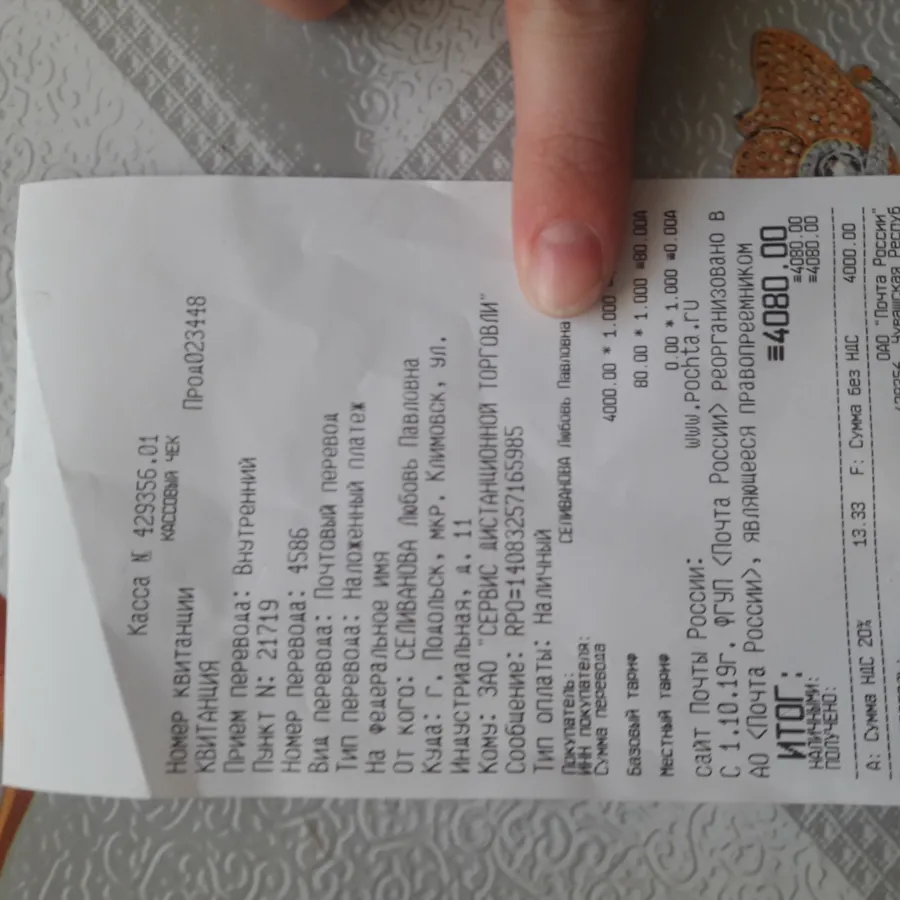 Касса № 429356.01
КАССОВЫЙ ЧЕК
Номер квитанции Прод023448
КВИТАНЦИЯ
Прием перевода: Внутренний
Пункт N: 21719
Номер перевода: 4586
Вид перевода: Почтовый перевод
Тип перевода: Наложенный платеж
На федеральное имя
От кого: СЕЛИВАНОВА Любовь Павловна
Куда: г. Подольск, мкр. Климовск, ул.
Индустриальная, д. 11
Кому: ЗАО "СЕРВИС ДИСТАНЦИОННОЙ ТОРГОВЛИ"
Сообщение: RPO=14083257165985
Тип оплаты: Наличный
Покупатель: СЕЛИВАНОВА Любовь Павловна
ИНН покупателя:
Сумма перевода
4000.00 * 1.000
Базовый тариф
80.00 * 1.000 =80.00А
Местный тариф
0.00 * 1.000 =0.00А
сайт Почты России: www.pochta.ru
С 1.10.19г. ФГУП <Почта России> реорганизовано в
АО <Почта России>, являющееся правопреемником
ИТОГ: ≡4080.00
НАЛИЧНЫМИ: ≡4080.00
ПОЛУЧЕНО: ≡4080.00
А: Сумма НДС 20% 13.33 F: Сумма без НДС 4000.00
ОАО "Почта России"